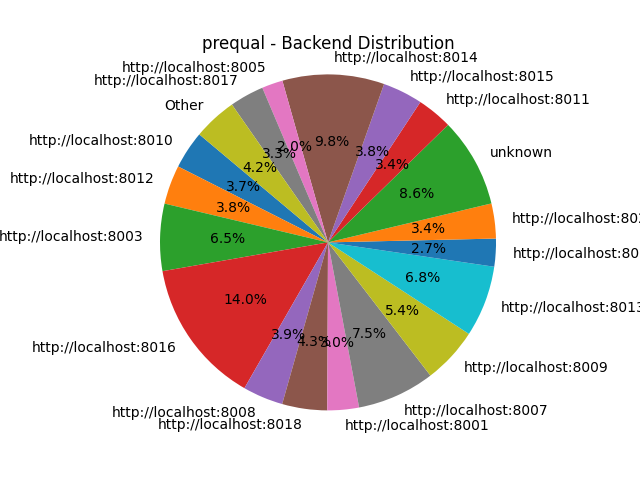 prequal - Backend Distribution
http://localhost:8014
http://localhost:8005
http://localhost:8015
http://localhost:8017
http://localhost:8011
Other
http://localhost:8010
unknown
http://localhost:8012
http://localhost:8003
http://localhost:8013
http://localhost:8016
http://localhost:8009
http://localhost:8008
http://localhost:8007
http://localhost:8018
http://localhost:8001
9.8%
2.0%
3.8%
3.3%
3.4%
4.2%
3.7%
8.6%
3.8%
3.4%
6.5%
2.7%
6.8%
14.0%
5.4%
3.9%
7.5%
4.3%
3.0%